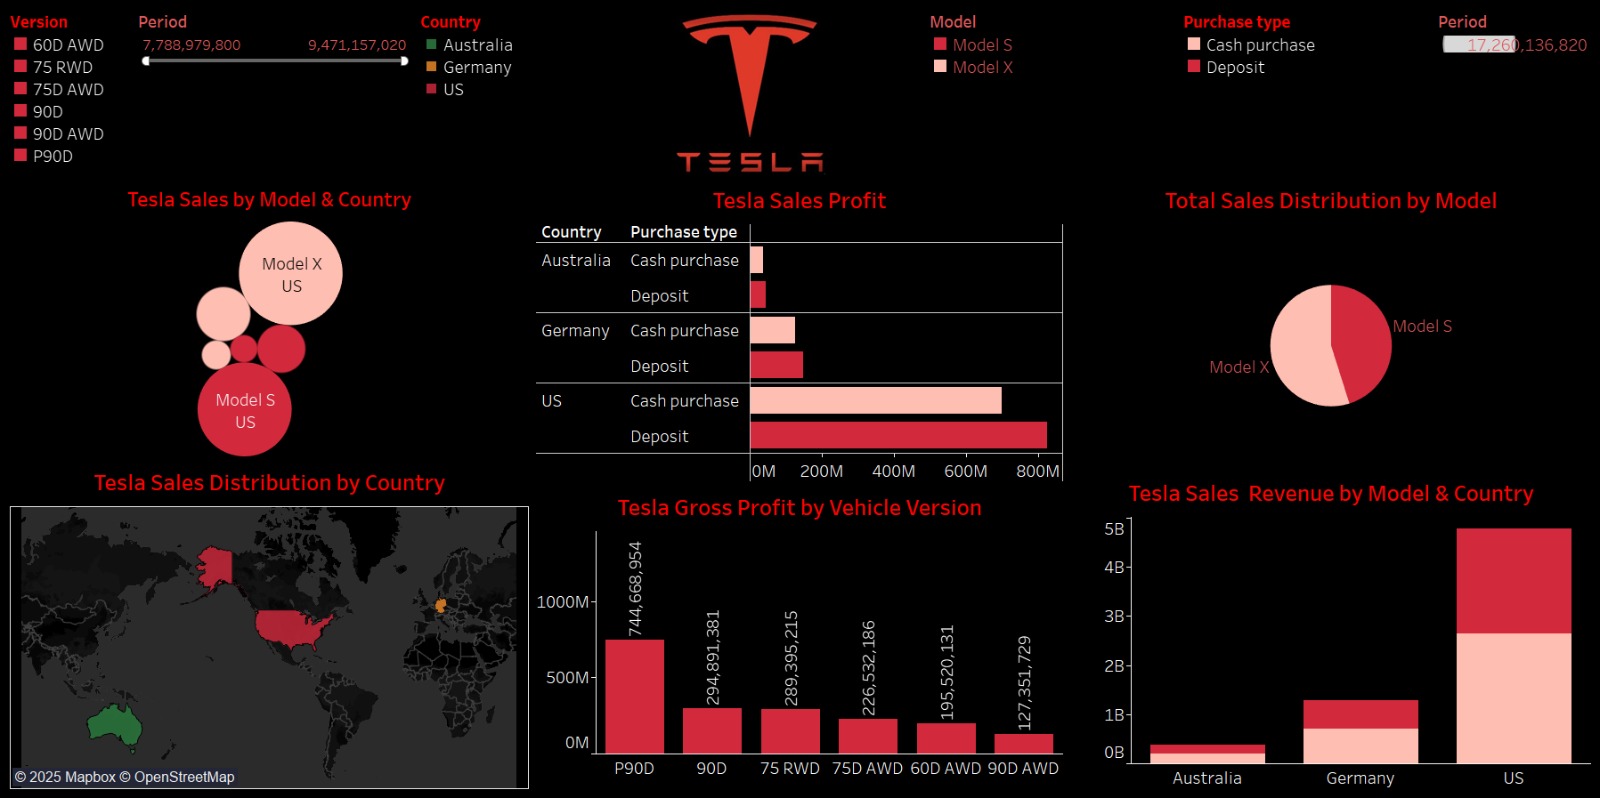 Version
60D AWD
75 RWD
75D AWD
90D
90D AWD
P90D
Period
7,788,979,800 9,471,157,020
Country
Australia
Germany
US
TESLA
Model
Model S
Model X
Purchase type
Cash purchase
Deposit
Period
17,260,136,820
Tesla Sales by Model & Country
Model X
US
Model S
US
Tesla Sales Profit
Country Purchase type
Australia Cash purchase
Deposit
Germany Cash purchase
Deposit
US Cash purchase
Deposit
0M 200M 400M 600M 800M
Total Sales Distribution by Model
Model S
Model X
Tesla Sales Distribution by Country
© 2025 Mapbox © OpenStreetMap
Tesla Gross Profit by Vehicle Version
1000M
500M
0M
744,668,954
294,891,381
289,395,215
226,532,186
195,520,131
127,351,729
P90D 90D 75 RWD 75D AWD 60D AWD 90D AWD
Tesla Sales Revenue by Model & Country
5B
4B
3B
2B
1B
0B
Australia Germany US